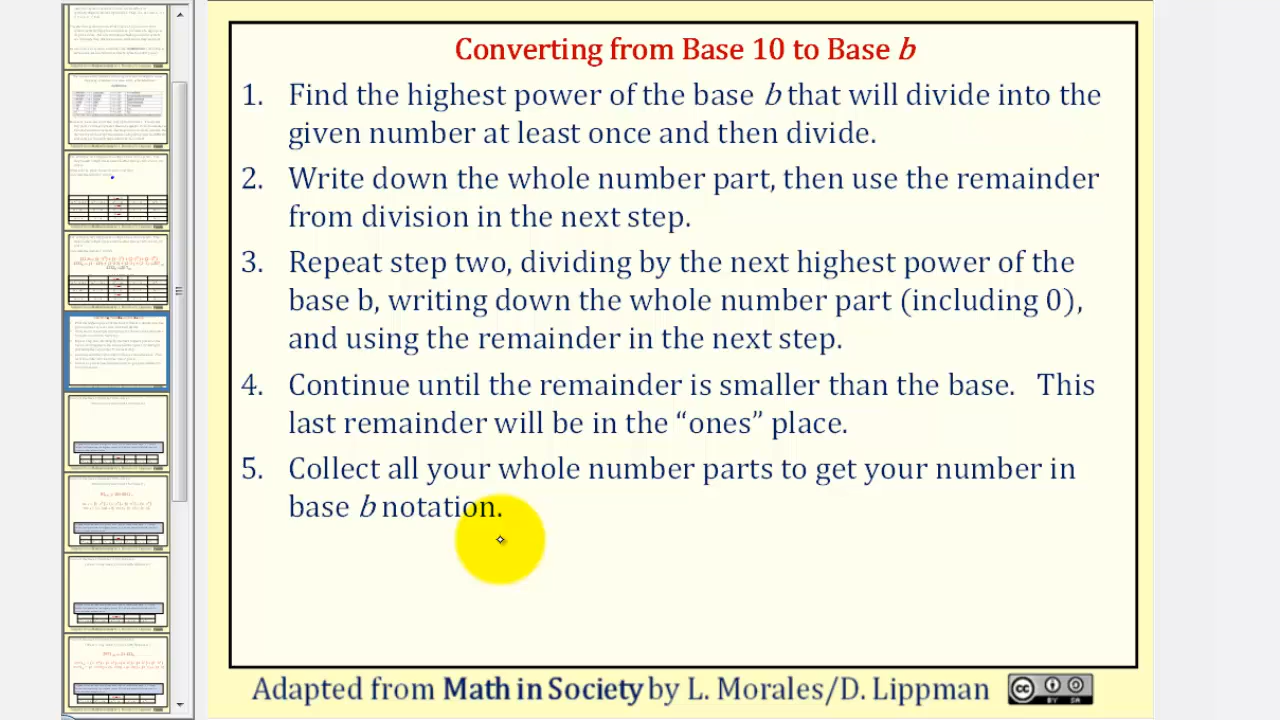 Converting from Base 10 to Base b
1. Find the highest power of the base b that will divide into the
given number at least once and then divide.
2. Write down the whole number part, then use the remainder
from division in the next step.
3. Repeat step two, dividing by the next highest power of the
base b, writing down the whole number part (including 0),
and using the remainder in the next step.
4. Continue until the remainder is smaller than the base. This
last remainder will be in the “ones” place.
5. Collect all your whole number parts to get your number in
base b notation.
Adapted from Math in Society by L. Morales/D. Lippman
cc BY SA